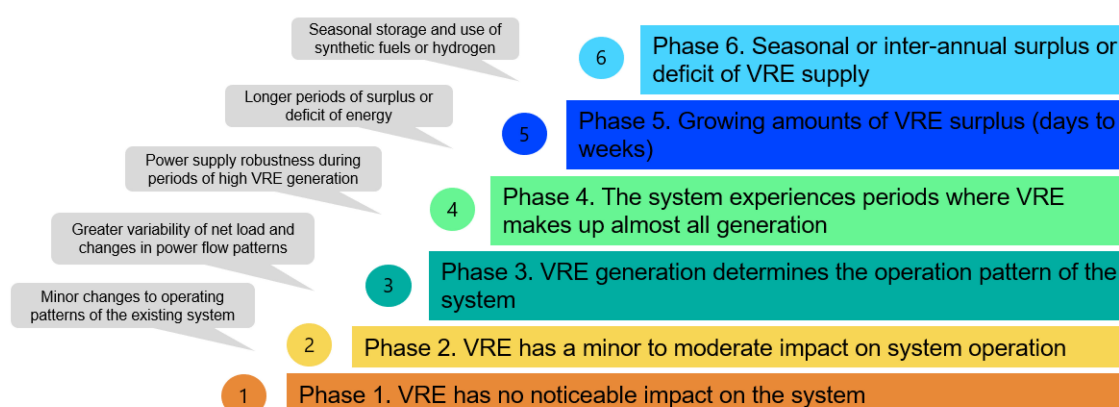 Seasonal storage and use of
synthetic fuels or hydrogen
6
Phase 6. Seasonal or inter-annual surplus or
deficit of VRE supply
Longer periods of surplus or
deficit of energy
5
Phase 5. Growing amounts of VRE surplus (days to
weeks)
Power supply robustness during
periods of high VRE generation
4
Phase 4. The system experiences periods where VRE
makes up almost all generation
Greater variability of net load and
changes in power flow patterns
3
Phase 3. VRE generation determines the operation pattern of the
system
Minor changes to operating
patterns of the existing system
2
Phase 2. VRE has a minor to moderate impact on system operation
1
Phase 1. VRE has no noticeable impact on the system